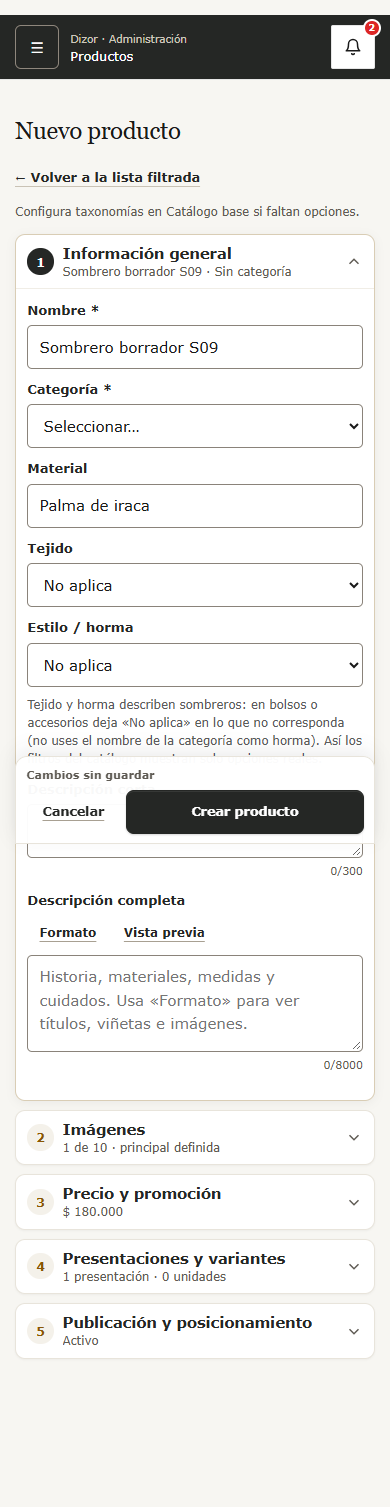 2
☰
Dizor · Administración
Productos
Nuevo producto
← Volver a la lista filtrada
Configura taxonomías en Catálogo base si faltan opciones.
1
Información general
Sombrero borrador S09 · Sin categoría
Nombre *
Sombrero borrador S09
Categoría *
Seleccionar...
Material
Palma de iraca
Tejido
No aplica
Estilo / horma
No aplica
Tejido y horma describen sombreros: en bolsos o
accesorios deja «No aplica» en lo que no corresponda
(no uses el nombre de la categoría como horma). Así los
Cambios sin guardar
Cancelar
Crear producto
0/300
Descripción completa
Formato
Vista previa
Historia, materiales, medidas y
cuidados. Usa «Formato» para ver
títulos, viñetas e imágenes.
0/8000
2
Imágenes
1 de 10 · principal definida
3
Precio y promoción
$ 180.000
4
Presentaciones y variantes
1 presentación · 0 unidades
5
Publicación y posicionamiento
Activo